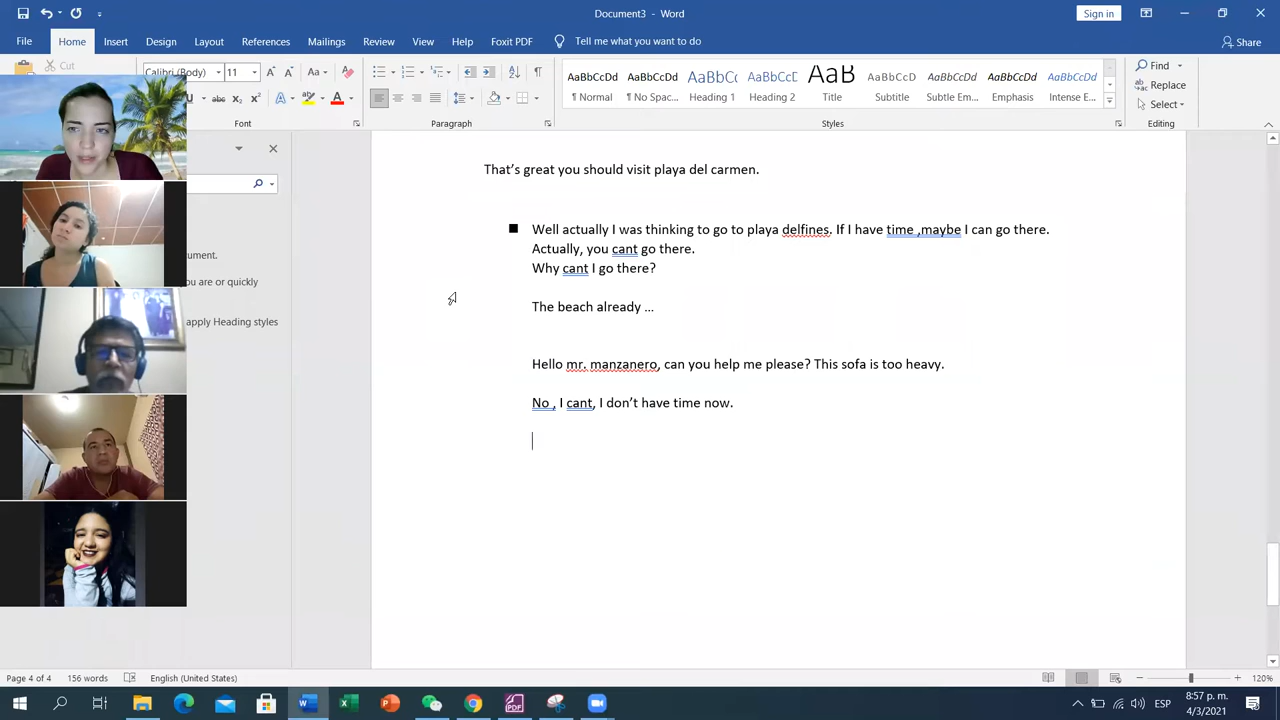 Document3 - Word
Sign in
File Home Insert Design Layout References Mailings Review View Help Foxit PDF Tell me what you want to do Share
Cut
Calibri (Body) 11 Aa
abc x₂ x² A A
AaBbCcDd AaBbCcDd AaBbCc AaBbCcD AaB AaBbCcDd AaBbCcDd AaBbCcDd AaBbCcDd
¶ Normal ¶ No Spac... Heading 1 Heading 2 Title Subtitle Subtle Em... Emphasis Intense E...
Find
Replace
Select
Font Paragraph Styles Editing
cument.
ou are or quickly
apply Heading styles
That's great you should visit playa del carmen.
■ Well actually I was thinking to go to playa delfines. If I have time ,maybe I can go there.
Actually, you cant go there.
Why cant I go there?
The beach already ...
Hello mr. manzanero, can you help me please? This sofa is too heavy.
No , I cant, I don't have time now.
Page 4 of 4 156 words English (United States) 120%
ESP 8:57 p. m.
4/3/2021